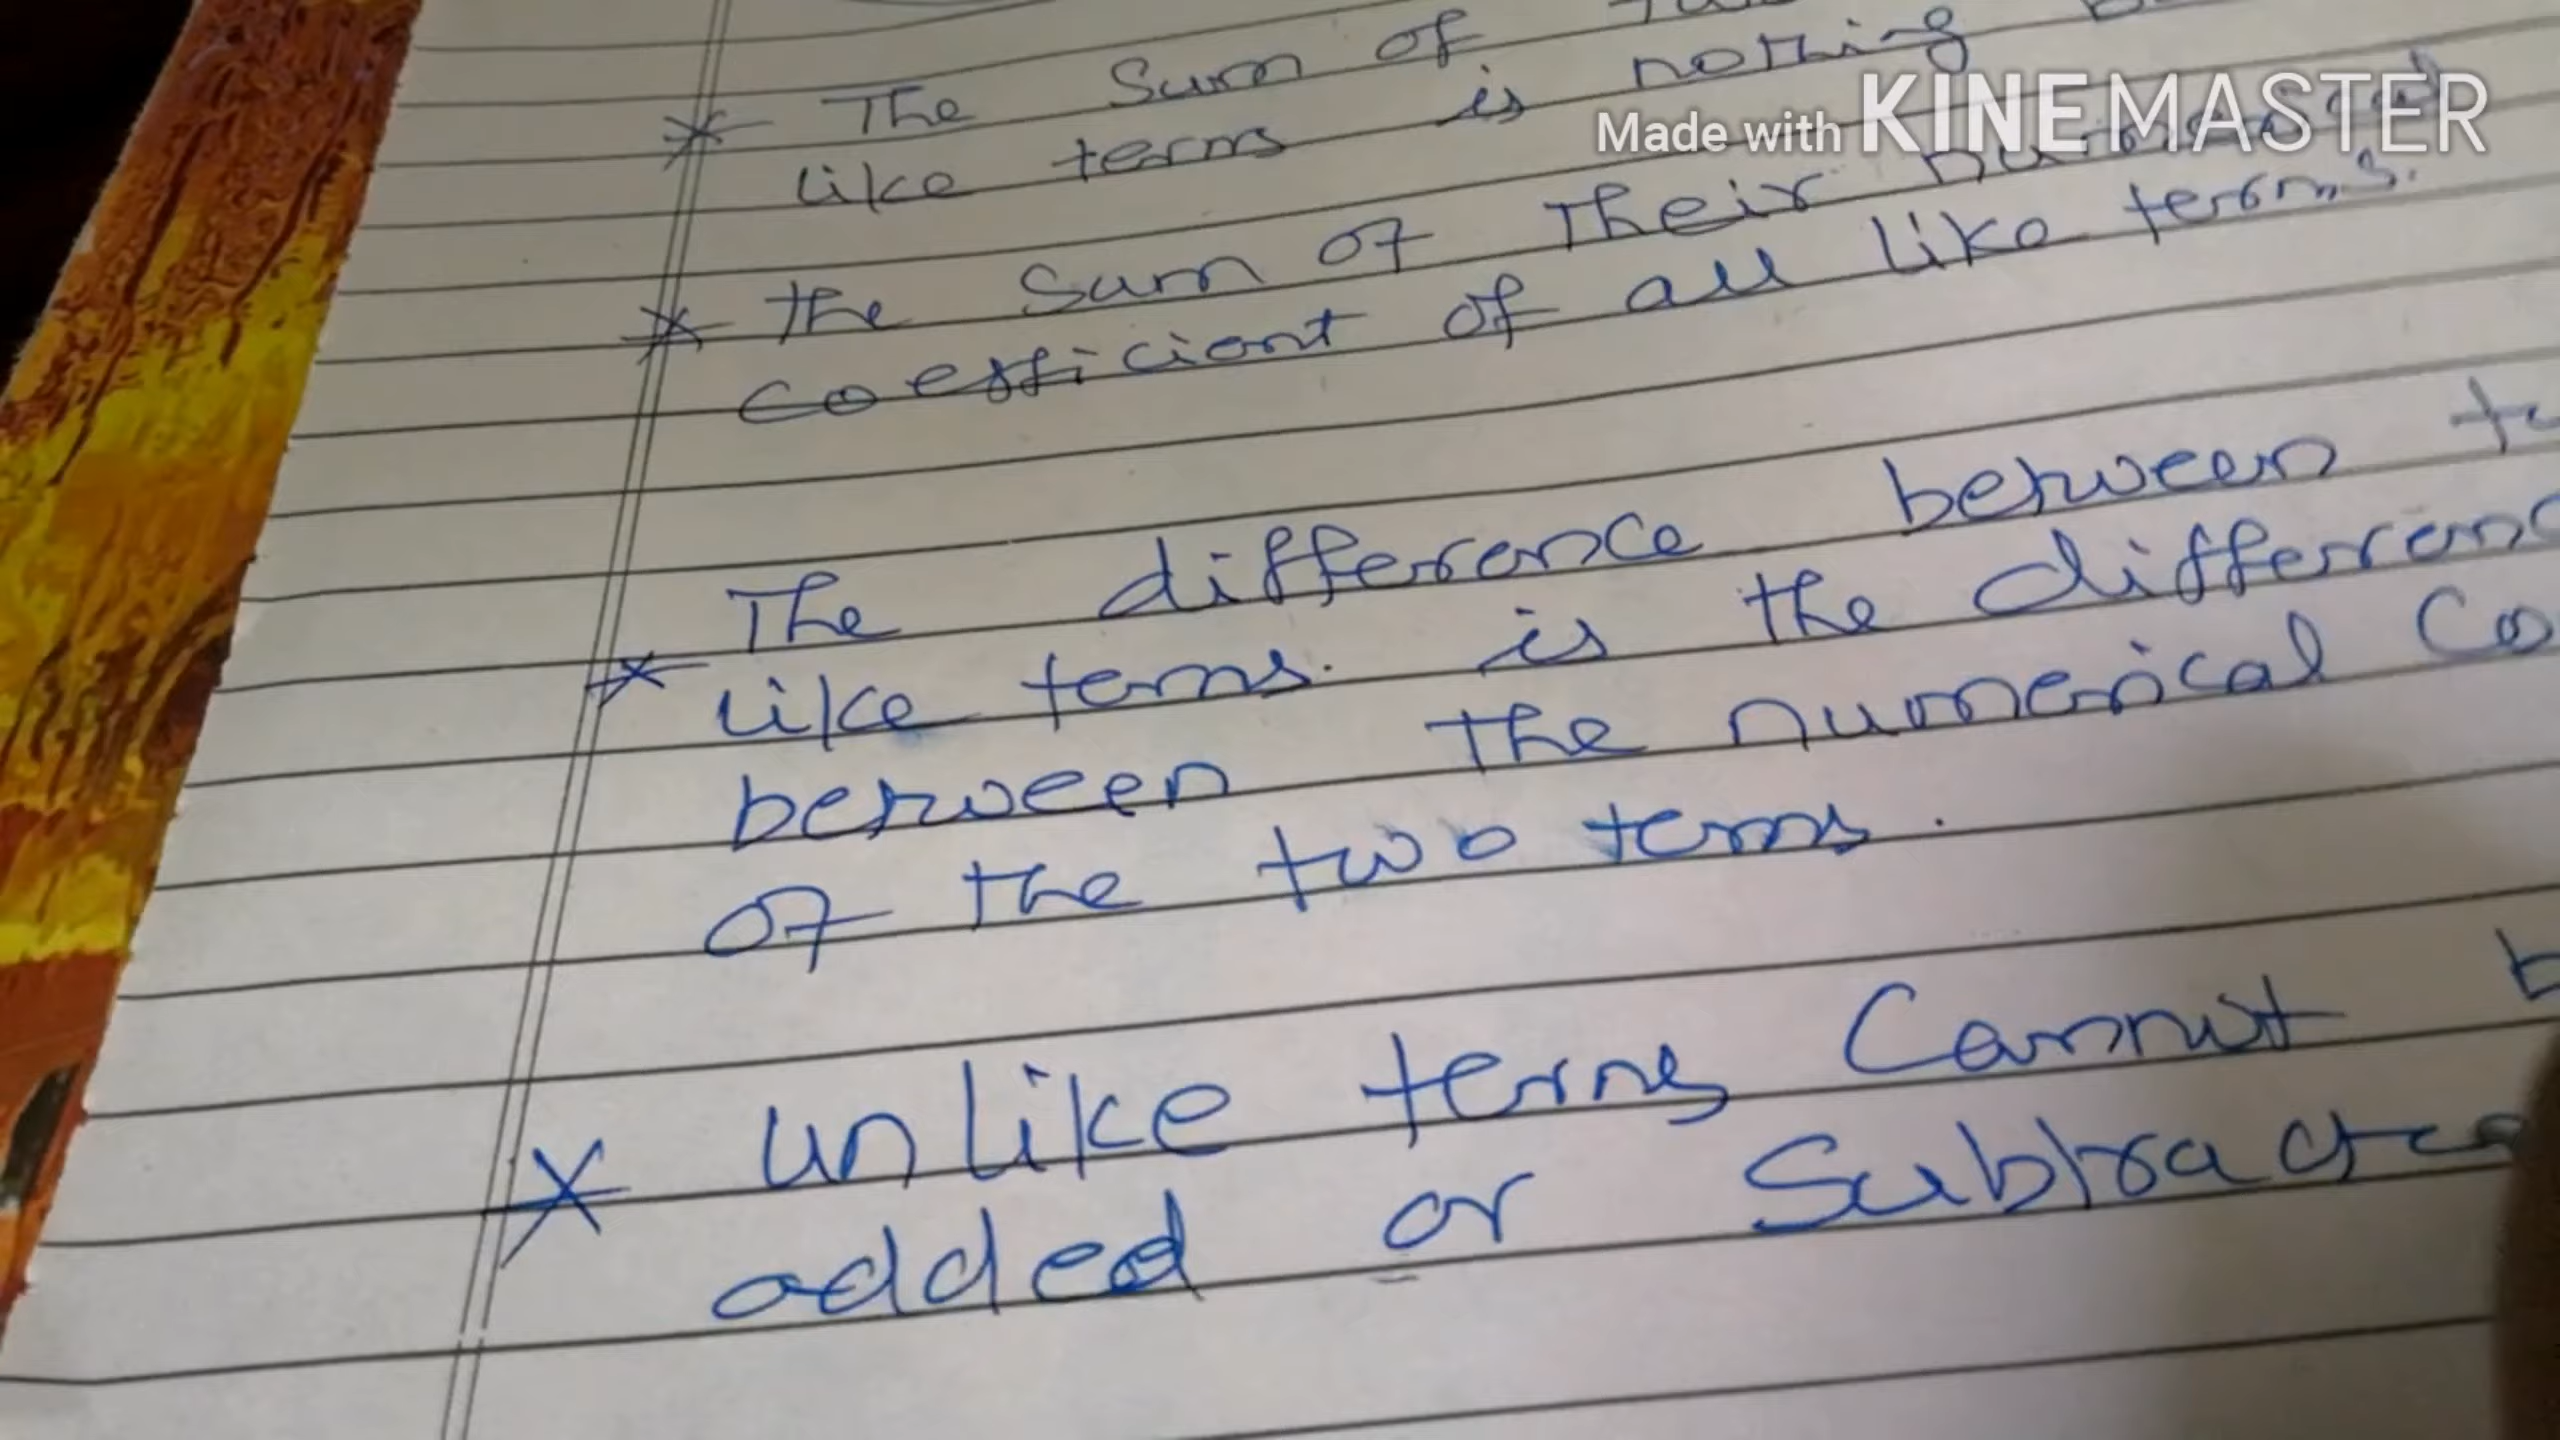 * The Sum of
like terms is nothing
Made with KINEMASTER
* the Sum of Their numerical
coefficient of all like terms.
* The difference between
like terms. is the
between the numerical
of the two terms.
* unlike terms Cannot
added or